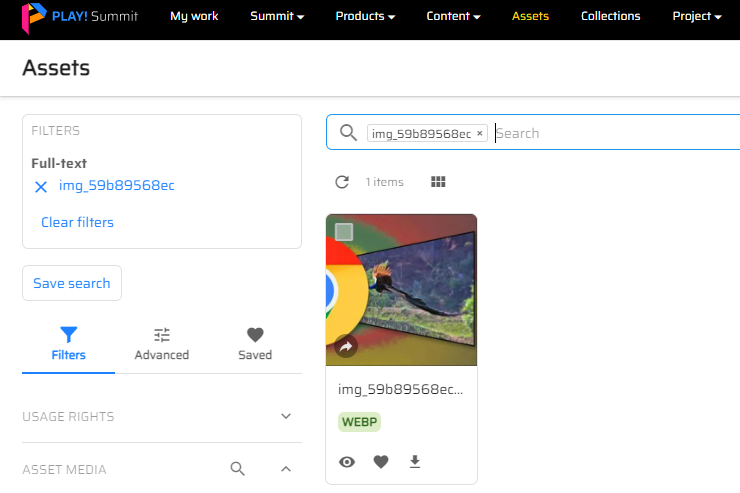 PLAY! Summit
My work
Summit
Products
Content
Assets
Collections
Project
Assets
FILTERS
Full-text
img_59b89568ec
Clear filters
Save search
Filters
Advanced
Saved
USAGE RIGHTS
ASSET MEDIA
img_59b89568ec ×
Search
1 items
img_59b89568ec...
WEBP